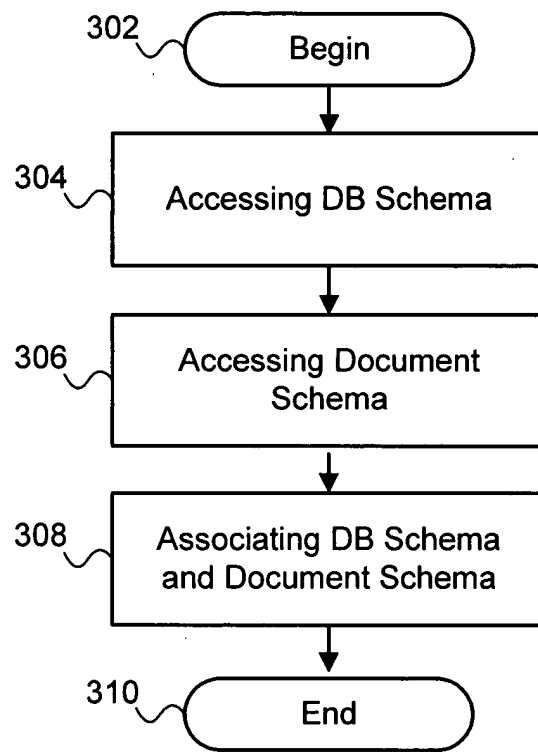 302
Begin
304
Accessing DB Schema
306
Accessing Document
Schema
308
Associating DB Schema
and Document Schema
310
End